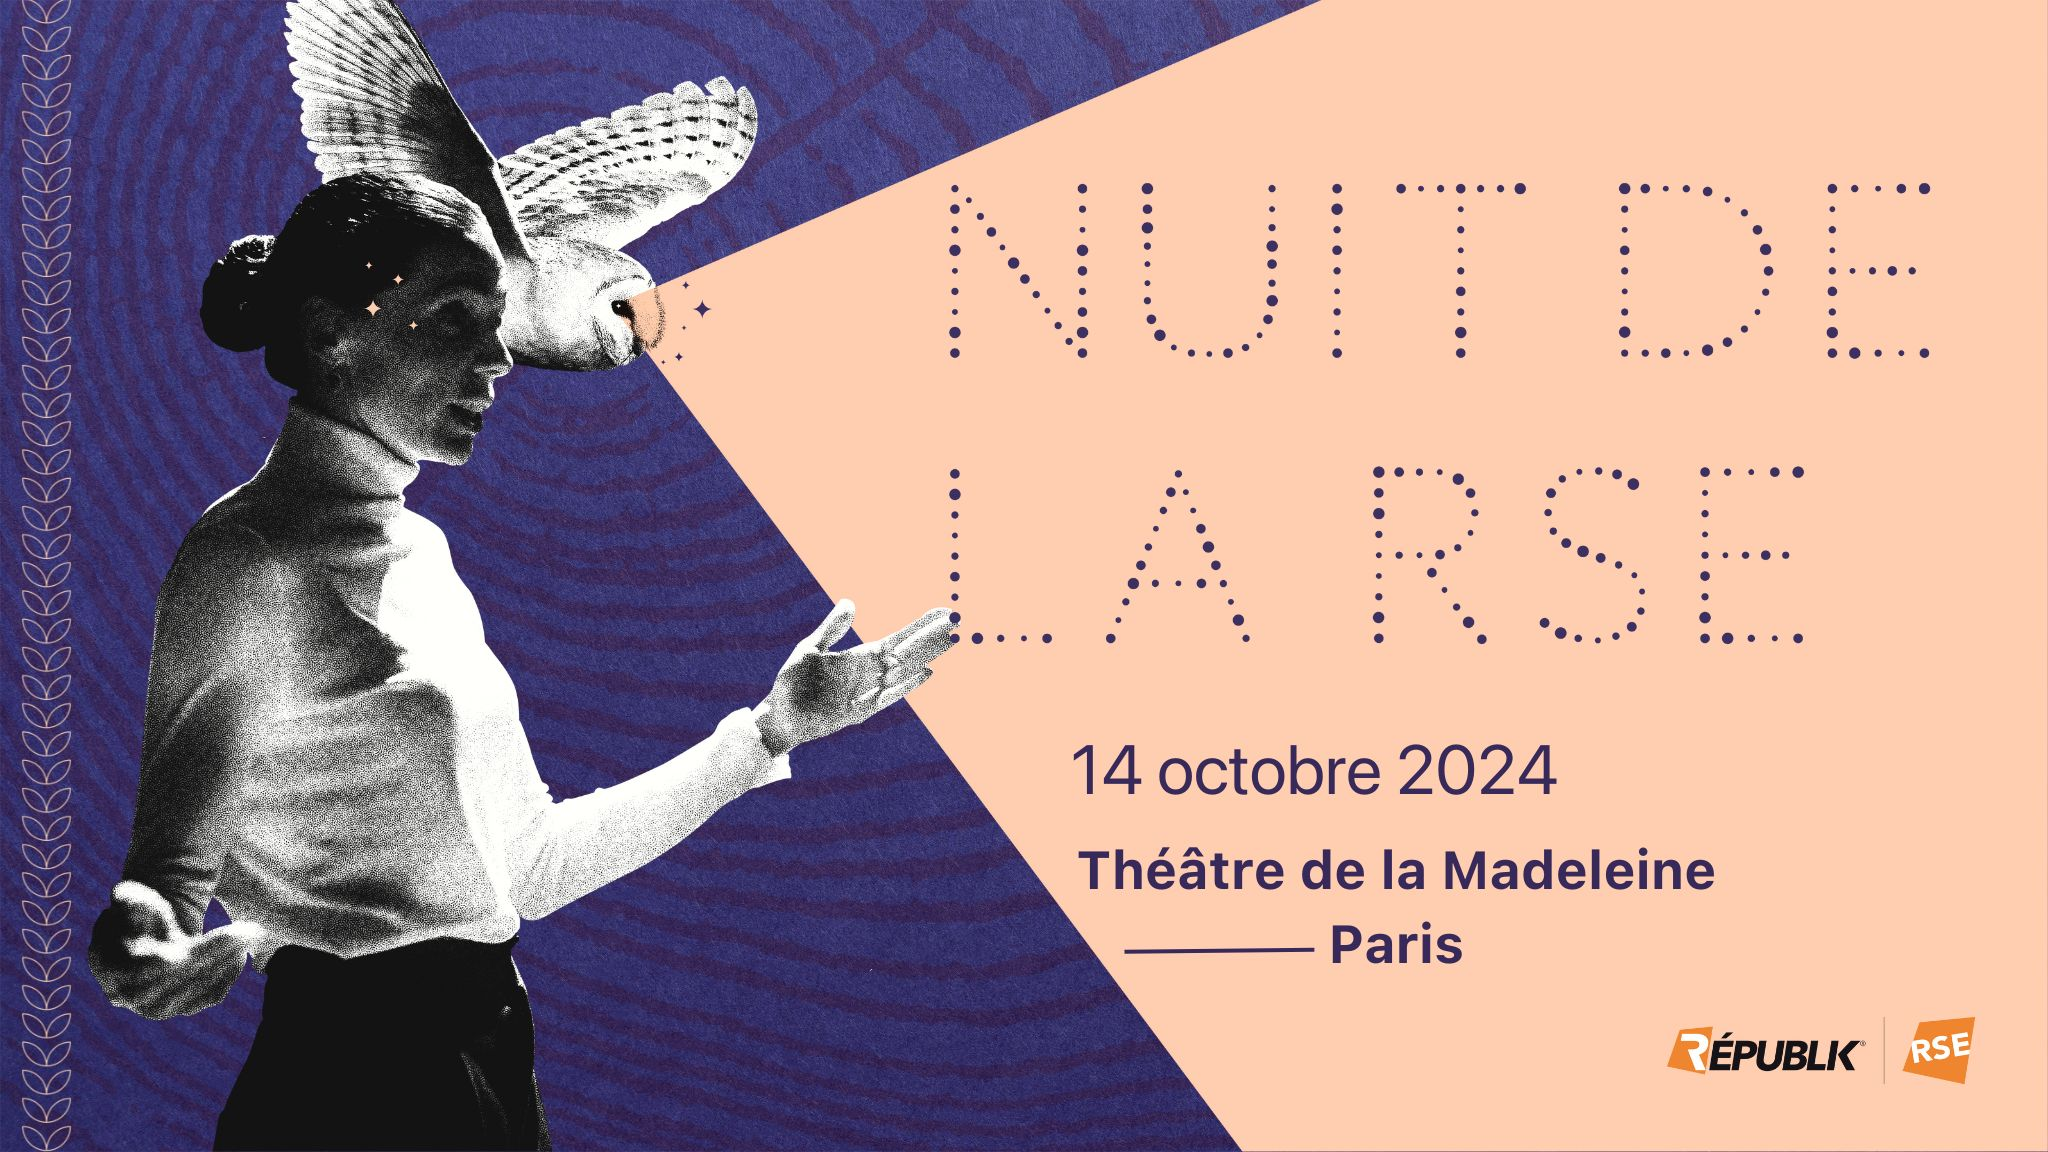 NUIT DE
LA RSE
14 octobre 2024
Théâtre de la Madeleine
Paris
RÉPUBLIK® RSE